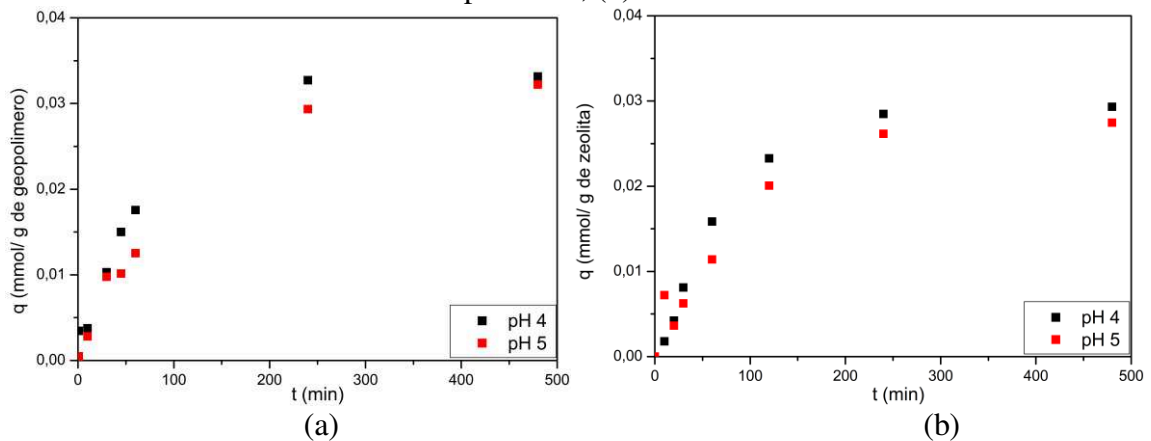 0,04
0,03
0,02
0,01
0,00
q (mmol/ g de geopolimero)
0 100 200 300 400 500
t (min)
pH 4
pH 5
(a)
0,04
0,03
0,02
0,01
0,00
q (mmol/ g de zeolita)
0 100 200 300 400 500
t (min)
pH 4
pH 5
(b)